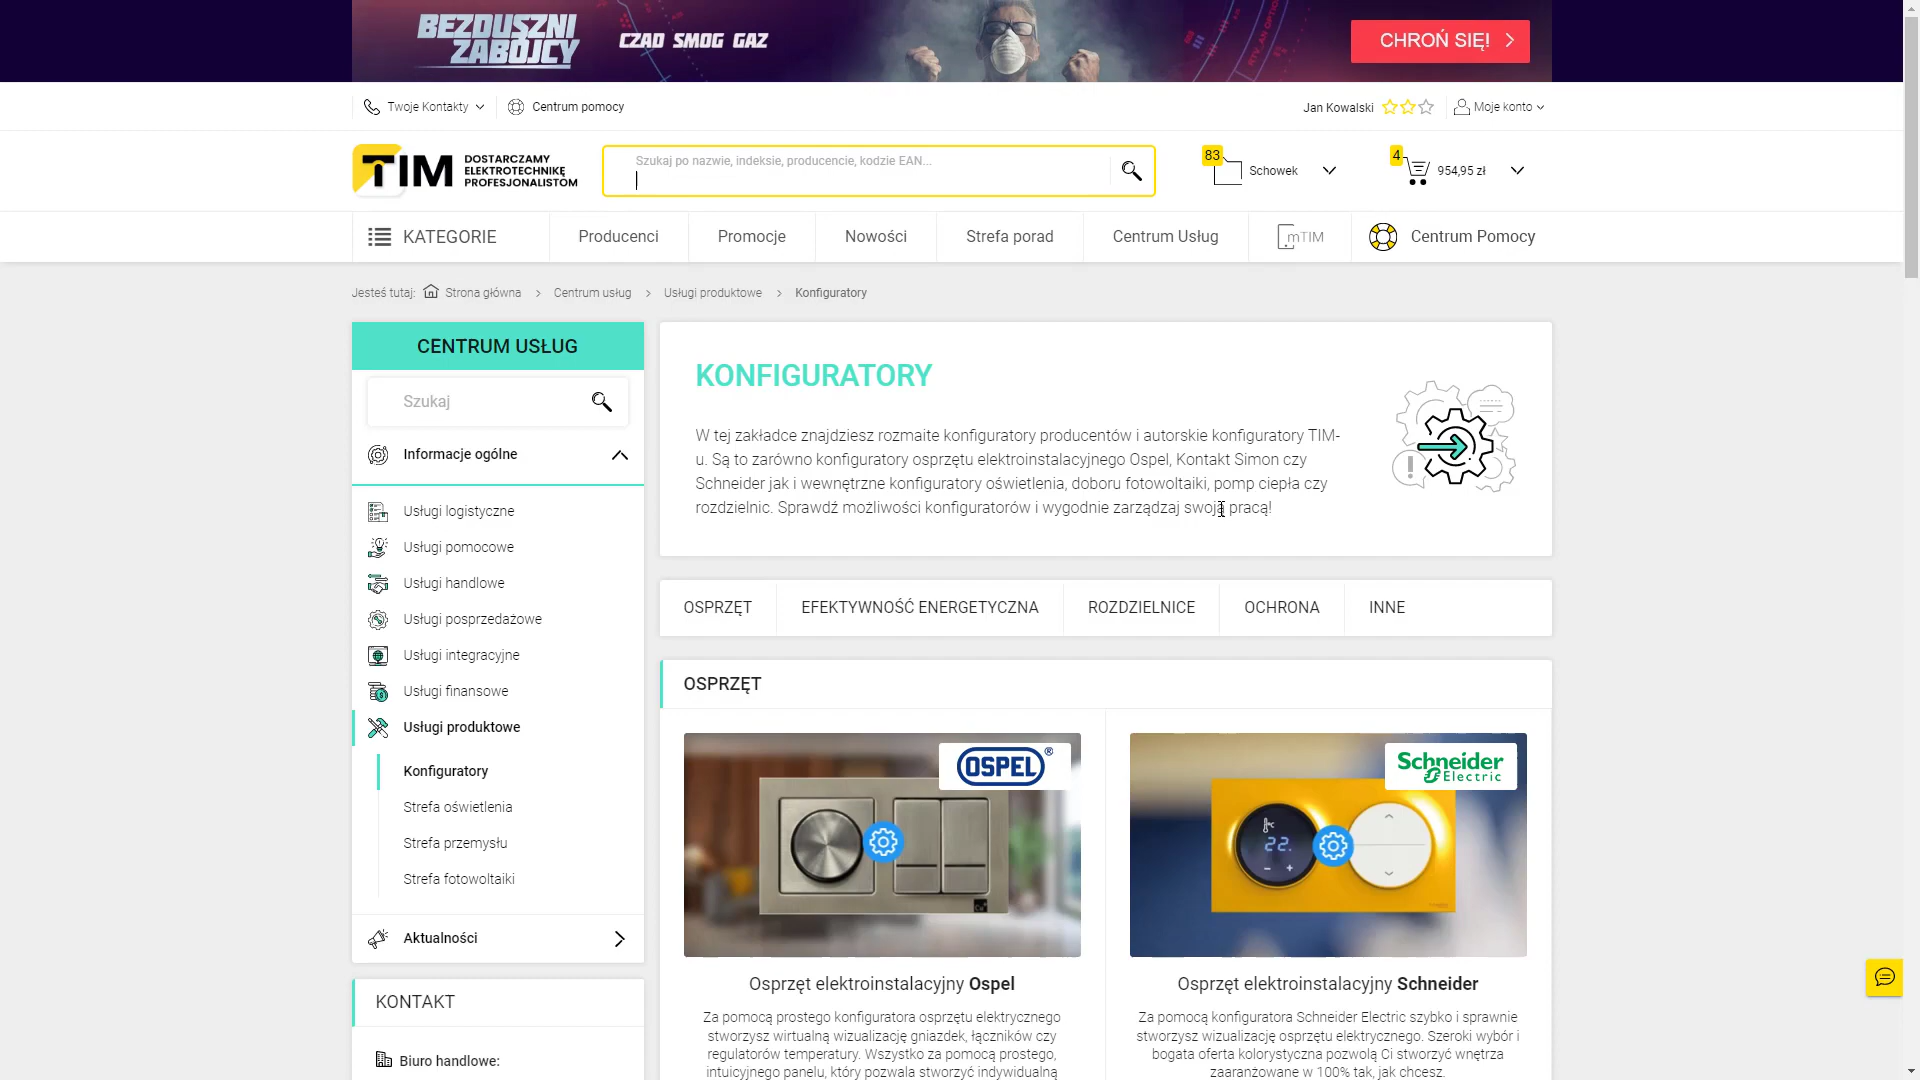 BEZDUSZNI
ZABÓJCY
CZAD SMOG GAZ
CHROŃ SIĘ!
Twoje Kontakty
Centrum pomocy
Jan Kowalski
Moje konto
TIM
DOSTARCZAMY
ELEKTROTECHNIKĘ
PROFESJONALISTOM
Szukaj po nazwie, indeksie, producencie, kodzie EAN...
83
Schowek
4
954,95 zł
KATEGORIE
Producenci
Promocje
Nowości
Strefa porad
Centrum Usług
mTIM
Centrum Pomocy
Jesteś tutaj:
Strona główna
Centrum usług
Usługi produktowe
Konfiguratory
CENTRUM USŁUG
Szukaj
Informacje ogólne
Usługi logistyczne
Usługi pomocowe
Usługi handlowe
Usługi posprzedażowe
Usługi integracyjne
Usługi finansowe
Usługi produktowe
Konfiguratory
Strefa oświetlenia
Strefa przemysłu
Strefa fotowoltaiki
Aktualności
KONTAKT
Biuro handlowe:
KONFIGURATORY
W tej zakładce znajdziesz rozmaite konfiguratory producentów i autorskie konfiguratory TIM-
u. Są to zarówno konfiguratory osprzętu elektroinstalacyjnego Ospel, Kontakt Simon czy
Schneider jak i wewnętrzne konfiguratory oświetlenia, doboru fotowoltaiki, pomp ciepła czy
rozdzielnic. Sprawdź możliwości konfiguratorów i wygodnie zarządzaj swoją pracą!
OSPRZĘT
EFEKTYWNOŚĆ ENERGETYCZNA
ROZDZIELNICE
OCHRONA
INNE
OSPRZĘT
OSPEL®
Osprzęt elektroinstalacyjny Ospel
Za pomocą prostego konfiguratora osprzętu elektrycznego
stworzysz wirtualną wizualizację gniazdek, łączników czy
regulatorów temperatury. Wszystko za pomocą prostego,
intuicyjnego panelu, który pozwala stworzyć indywidualną
Schneider
Electric
°C
22.
Osprzęt elektroinstalacyjny Schneider
Za pomocą konfiguratora Schneider Electric szybko i sprawnie
stworzysz wizualizację osprzętu elektrycznego. Szeroki wybór i
bogata oferta kolorystyczna pozwolą Ci stworzyć wnętrza
zaaranżowane w 100% tak, jak chcesz.